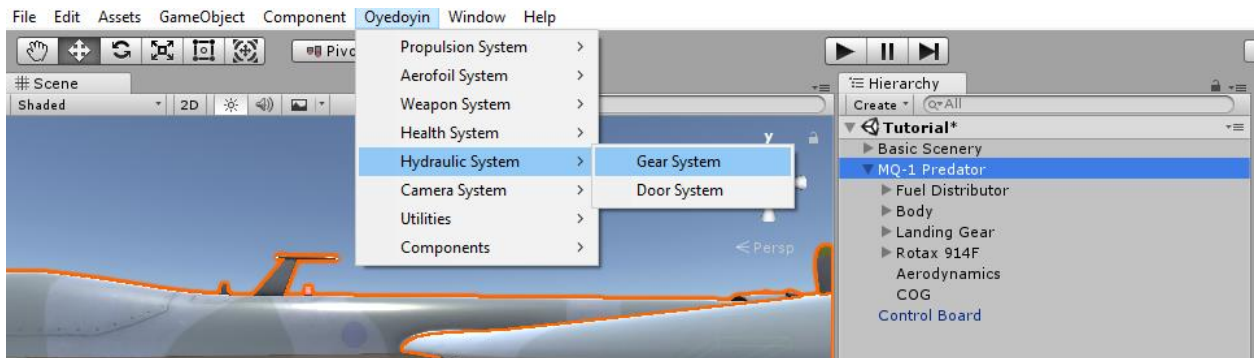 File Edit Assets GameObject Component Oyedoyin Window Help
Pivo
# Scene
Shaded 2D
Propulsion System >
Aerofoil System >
Weapon System >
Health System >
Hydraulic System >
Camera System >
Utilities >
Components >
Gear System
Door System
y
Persp
Hierarchy
Create All
Tutorial*
Basic Scenery
MQ-1 Predator
Fuel Distributor
Body
Landing Gear
Rotax 914F
Aerodynamics
COG
Control Board